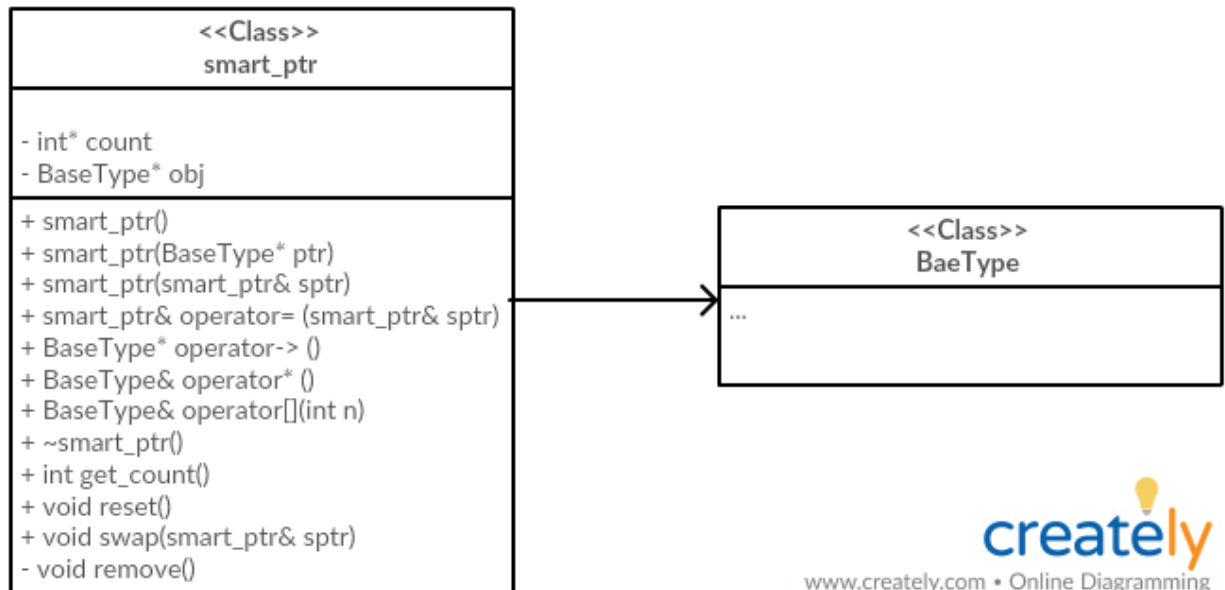 <<Class>>
smart_ptr
- int* count
- BaseType* obj
+ smart_ptr()
+ smart_ptr(BaseType* ptr)
+ smart_ptr(smart_ptr& sptr)
+ smart_ptr& operator= (smart_ptr& sptr)
+ BaseType* operator-> ()
+ BaseType& operator* ()
+ BaseType& operator[](int n)
+ ~smart_ptr()
+ int get_count()
+ void reset()
+ void swap(smart_ptr& sptr)
- void remove()
<<Class>>
BaeType
...
creately
www.creately.com • Online Diagramming